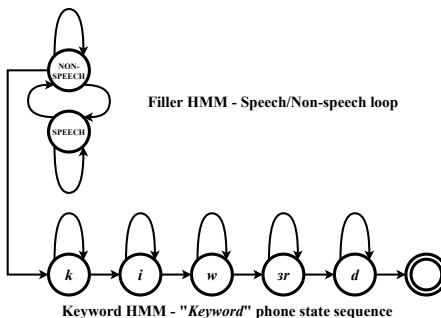 NON-
SPEECH
Filler HMM - Speech/Non-speech loop
SPEECH
k i w ɜr d
Keyword HMM - "Keyword" phone state sequence